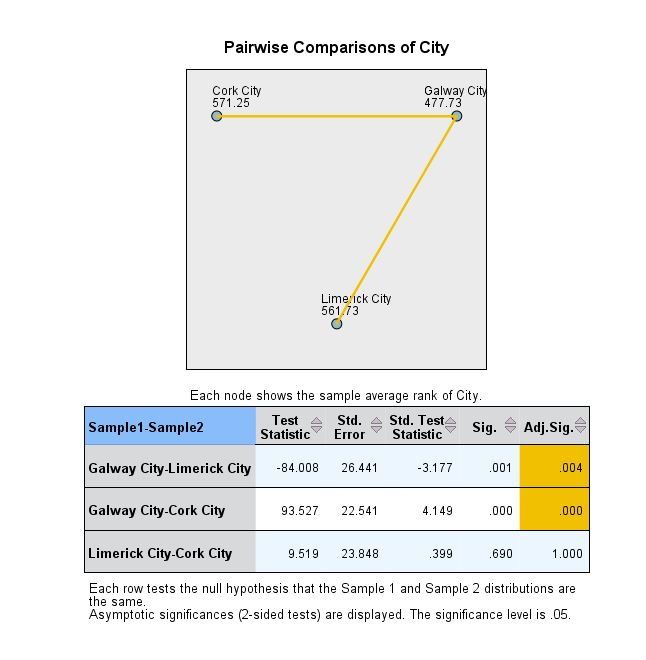 Pairwise Comparisons of City
Cork City
571.25
Galway City
477.73
Limerick City
561.73
Each node shows the sample average rank of City.
Sample1-Sample2 Test Statistic Std. Error Std. Test Statistic Sig. Adj.Sig.
Galway City-Limerick City -84.008 26.441 -3.177 .001 .004
Galway City-Cork City 93.527 22.541 4.149 .000 .000
Limerick City-Cork City 9.519 23.848 .399 .690 1.000
Each row tests the null hypothesis that the Sample 1 and Sample 2 distributions are
the same.
Asymptotic significances (2-sided tests) are displayed. The significance level is .05.